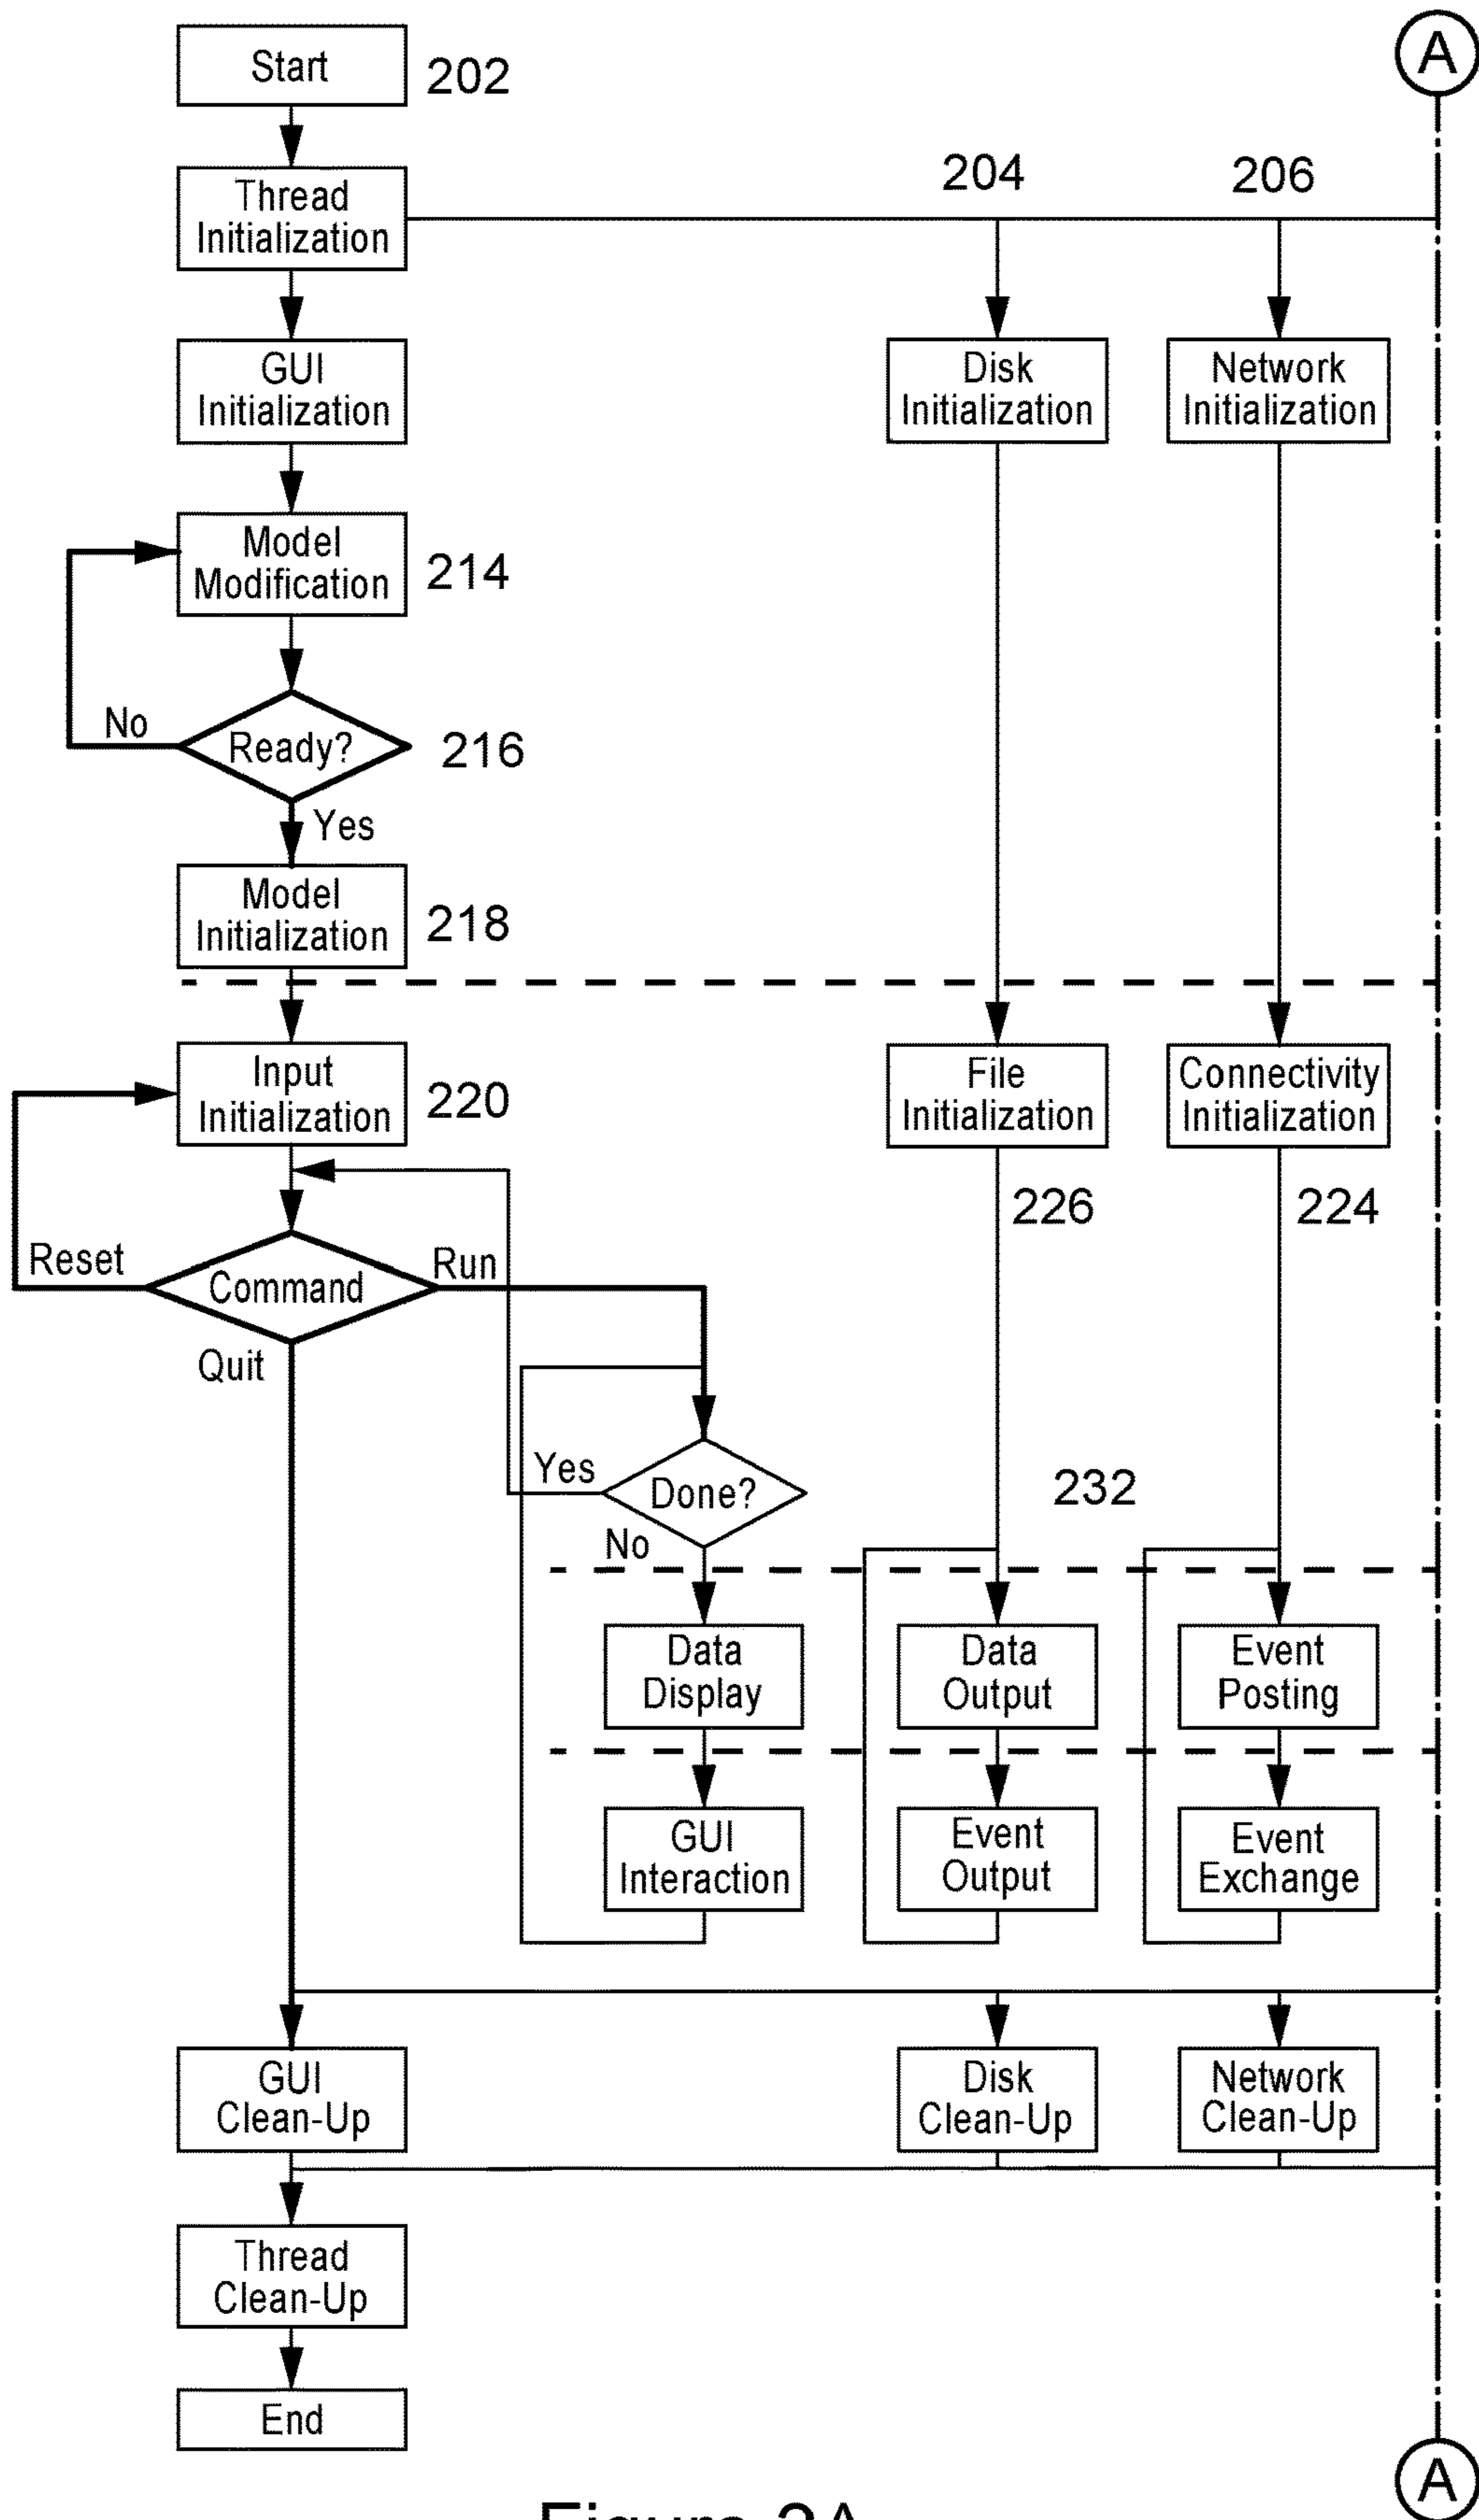 A
Start
202
204
206
Thread
Initialization
GUI
Initialization
Disk
Initialization
Network
Initialization
Model
Modification
214
No
Ready?
216
Yes
Model
Initialization
218
Input
Initialization
220
File
Initialization
Connectivity
Initialization
226
224
Reset
Command
Run
Quit
Yes
Done?
232
No
Data
Display
Data
Output
Event
Posting
GUI
Interaction
Event
Output
Event
Exchange
GUI
Clean-Up
Disk
Clean-Up
Network
Clean-Up
Thread
Clean-Up
End
A